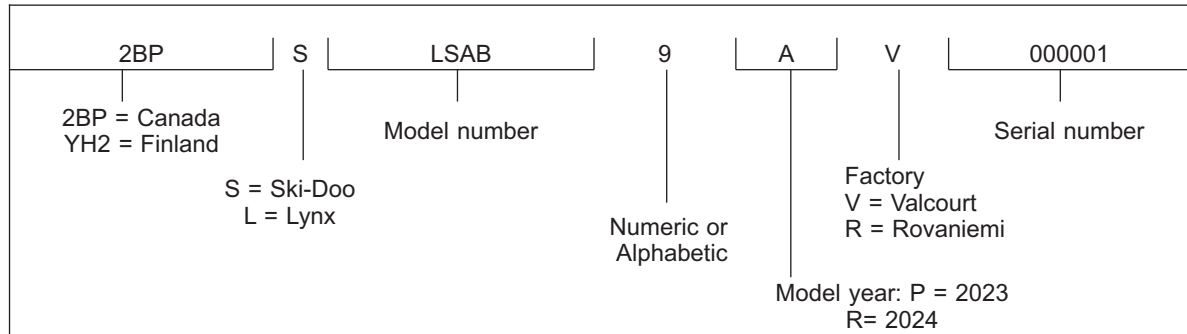 2BP S LSAB 9 A V 000001
2BP = Canada
YH2 = Finland
Model number
Serial number
S = Ski-Doo
L = Lynx
Factory
V = Valcourt
R = Rovaniemi
Numeric or
Alphabetic
Model year: P = 2023
R= 2024